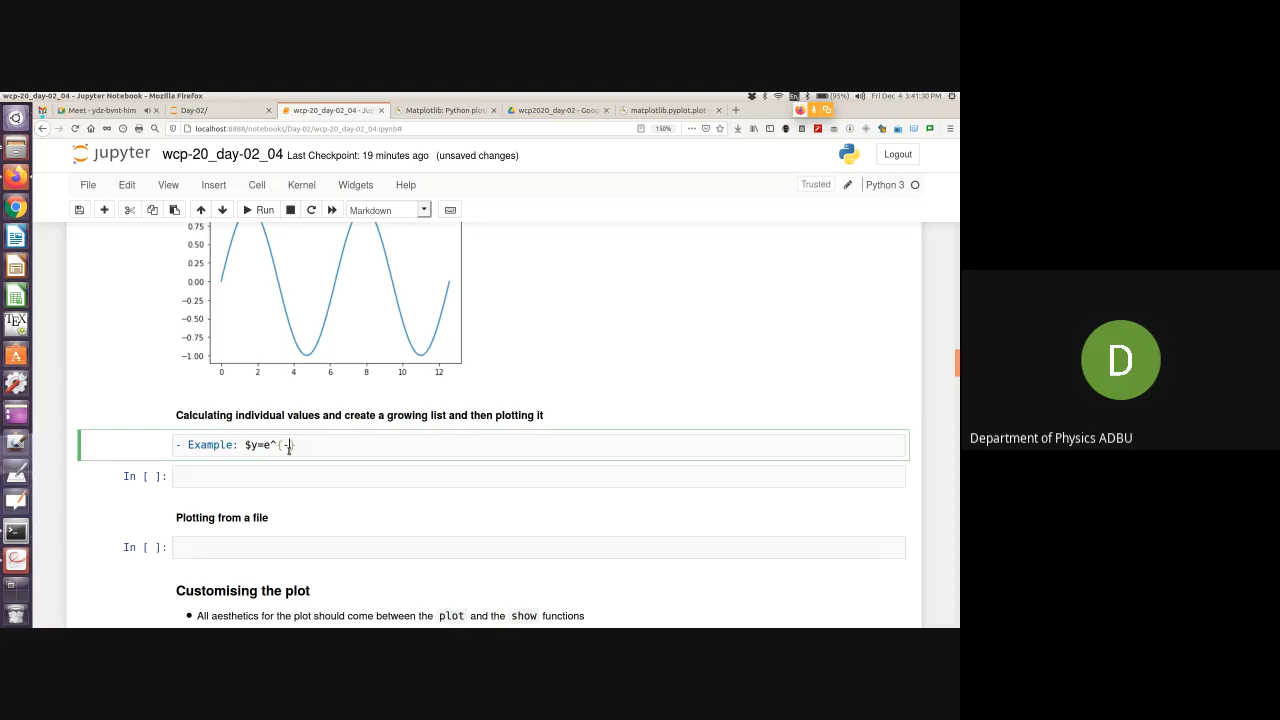 wcp-20_day-02_04 - Jupyter Notebook - Mozilla Firefox
(95%) Fri Dec 4 3:41:30 PM
Meet - ydz-bvnt-him
Day-02/
wcp-20_day-02_04 - Jup
Matplotlib: Python plot
wcp2020_day-02 - Goog
matplotlib.pyplot.plot
localhost:8888/notebooks/Day-02/wcp-20_day-02_04.ipynb#
150%
jupyter wcp-20_day-02_04 Last Checkpoint: 19 minutes ago (unsaved changes)
Logout
File Edit View Insert Cell Kernel Widgets Help
Trusted Python 3
Run Markdown
0.75
0.50
0.25
0.00
−0.25
−0.50
−0.75
−1.00
0 2 4 6 8 10 12
Calculating individual values and create a growing list and then plotting it
- Example: $y=e^{-}
In [ ]:
Plotting from a file
In [ ]:
Customising the plot
All aesthetics for the plot should come between the plot and the show functions
TEX
D
Department of Physics ADBU